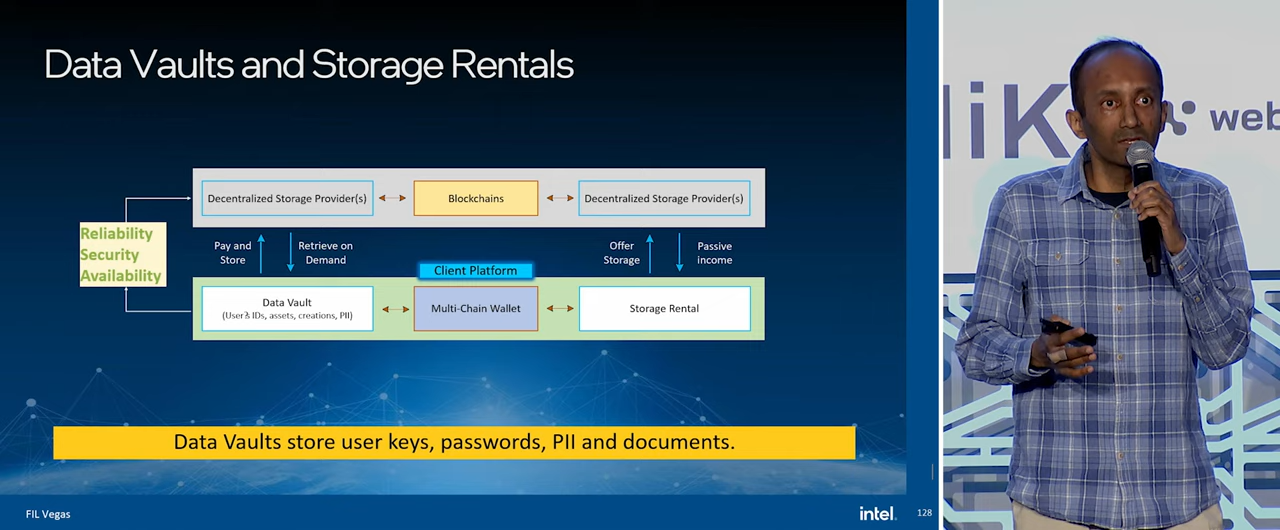 Data Vaults and Storage Rentals
Decentralized Storage Provider(s)
Blockchains
Decentralized Storage Provider(s)
Reliability
Security
Availability
Pay and
Store
Retrieve on
Demand
Offer
Storage
Passive
income
Client Platform
Data Vault
(User's IDs, assets, creations, PII)
Multi-Chain Wallet
Storage Rental
Data Vaults store user keys, passwords, PII and documents.
FIL Vegas
intel.
128
liK
web